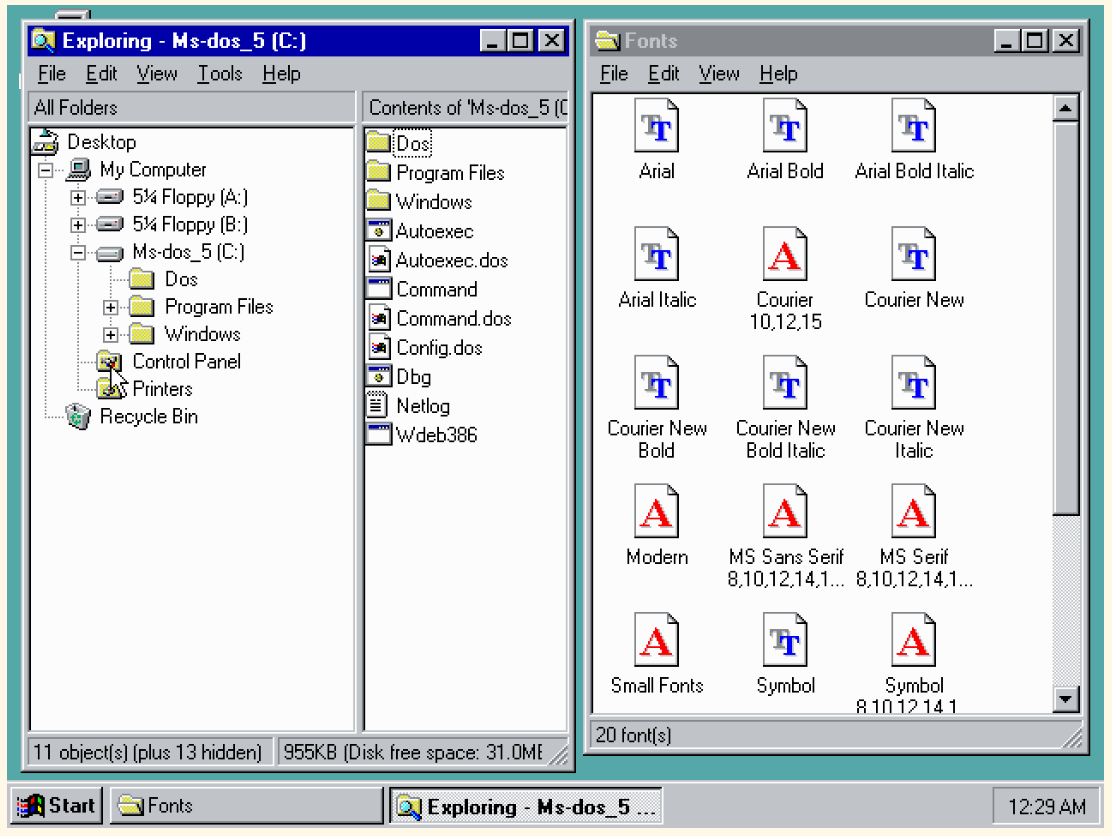 Exploring - Ms-dos_5 (C:)
File Edit View Tools Help
All Folders
Contents of 'Ms-dos_5 (C
Desktop
My Computer
5¼ Floppy (A:)
5¼ Floppy (B:)
Ms-dos_5 (C:)
Dos
Program Files
Windows
Control Panel
Printers
Recycle Bin
Dos
Program Files
Windows
Autoexec
Autoexec.dos
Command
Command.dos
Config.dos
Dbg
Netlog
Wdeb386
11 object(s) (plus 13 hidden)
955KB (Disk free space: 31.0ME
Fonts
File Edit View Help
Arial
Arial Bold
Arial Bold Italic
Arial Italic
Courier
10,12,15
Courier New
Courier New
Bold
Courier New
Bold Italic
Courier New
Italic
Modern
MS Sans Serif
8,10,12,14,1...
MS Serif
8,10,12,14,1...
Small Fonts
Symbol
Symbol
8,10,12,14,1
20 font(s)
Start
Fonts
Exploring - Ms-dos_5 ...
12:29 AM